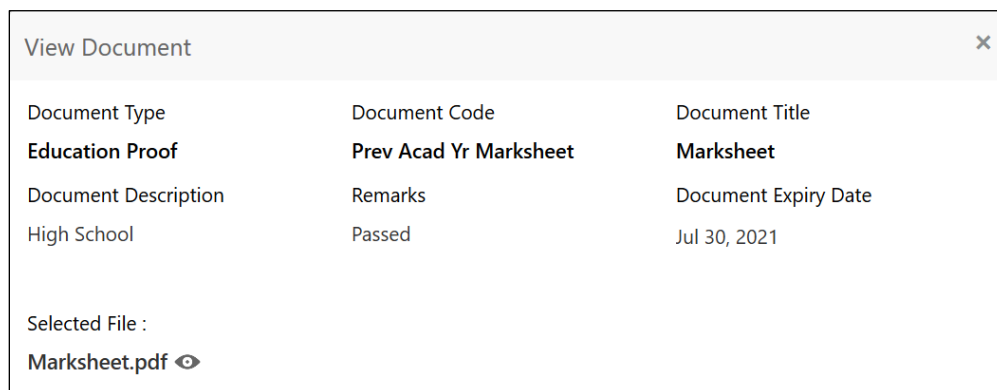 View Document ×
Document Type Document Code Document Title
Education Proof Prev Acad Yr Marksheet Marksheet
Document Description Remarks Document Expiry Date
High School Passed Jul 30, 2021
Selected File :
Marksheet.pdf